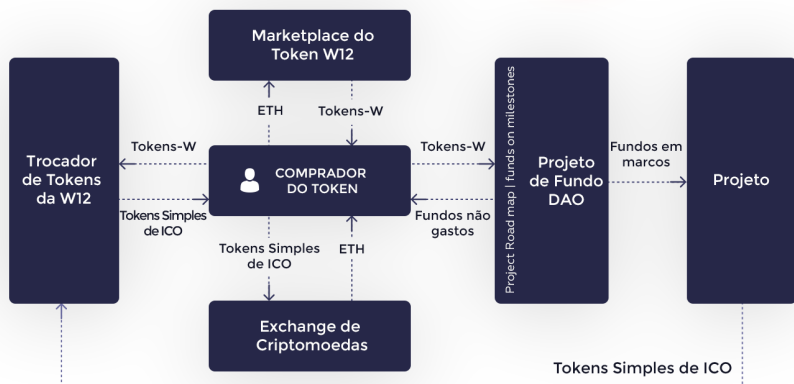 Marketplace do
Token W12
ETH
Tokens-W
Trocador
de Tokens
da W12
Tokens-W
Tokens Simples
de ICO
COMPRADOR
DO TOKEN
Tokens-W
Fundos não
gastos
Project Road map | funds on milestones
Projeto
de Fundo
DAO
Fundos em
marcos
Projeto
Tokens Simples
de ICO
ETH
Exchange de
Criptomoedas
Tokens Simples de ICO